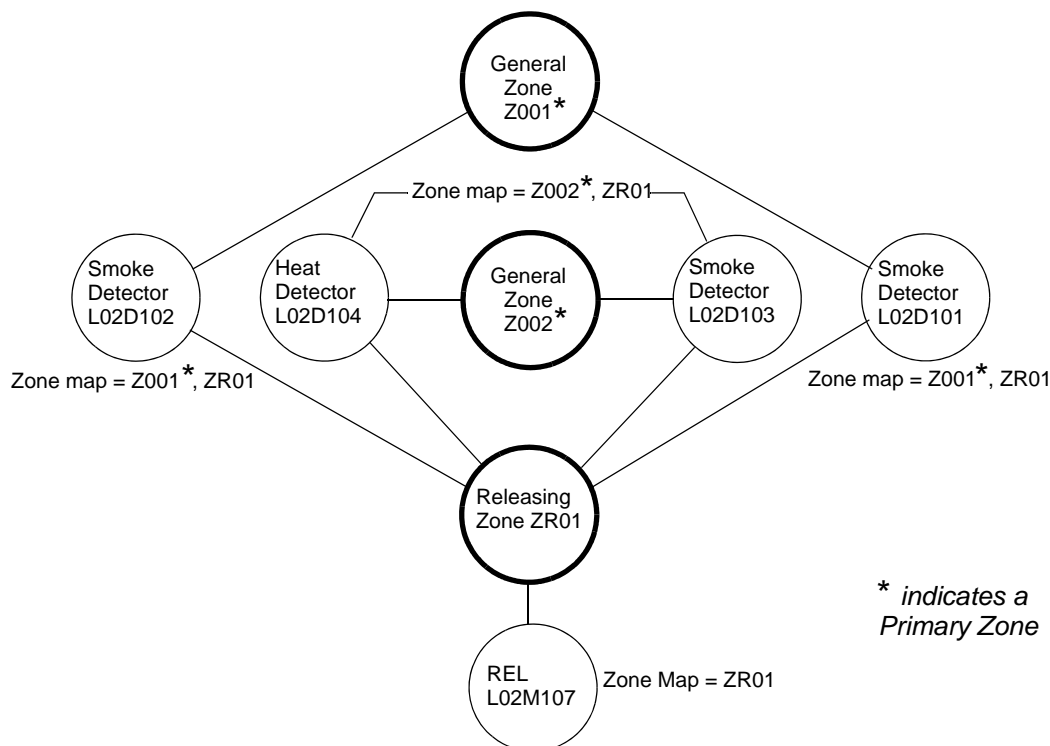 General
Zone
Z001*
Zone map = Z002*, ZR01
Smoke
Detector
L02D102
Heat
Detector
L02D104
General
Zone
Z002*
Smoke
Detector
L02D103
Smoke
Detector
L02D101
Zone map = Z001*, ZR01
Zone map = Z001*, ZR01
Releasing
Zone ZR01
* indicates a
Primary Zone
REL
L02M107
Zone Map = ZR01